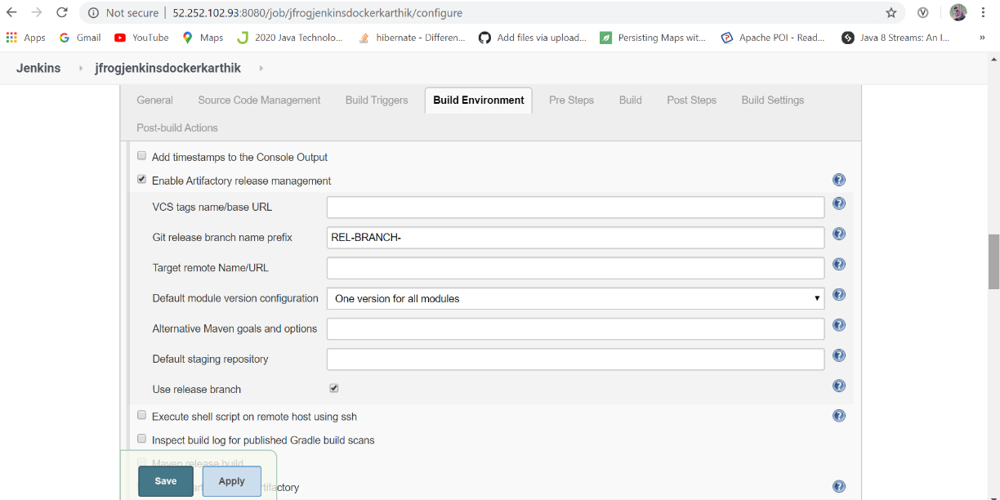 Not secure | 52.252.102.93:8080/job/jfrogjenkinsdockerkarthik/configure
Apps Gmail YouTube Maps 2020 Java Technolo... hibernate - Differen... Add files via upload... Persisting Maps wit... Apache POI - Read... Java 8 Streams: An I... »
Jenkins jfrogjenkinsdockerkarthik
General Source Code Management Build Triggers Build Environment Pre Steps Build Post Steps Build Settings
Post-build Actions
Add timestamps to the Console Output
Enable Artifactory release management
VCS tags name/base URL
Git release branch name prefix REL-BRANCH-
Target remote Name/URL
Default module version configuration One version for all modules
Alternative Maven goals and options
Default staging repository
Use release branch
Execute shell script on remote host using ssh
Inspect build log for published Gradle build scans
Maven release build
Save Apply